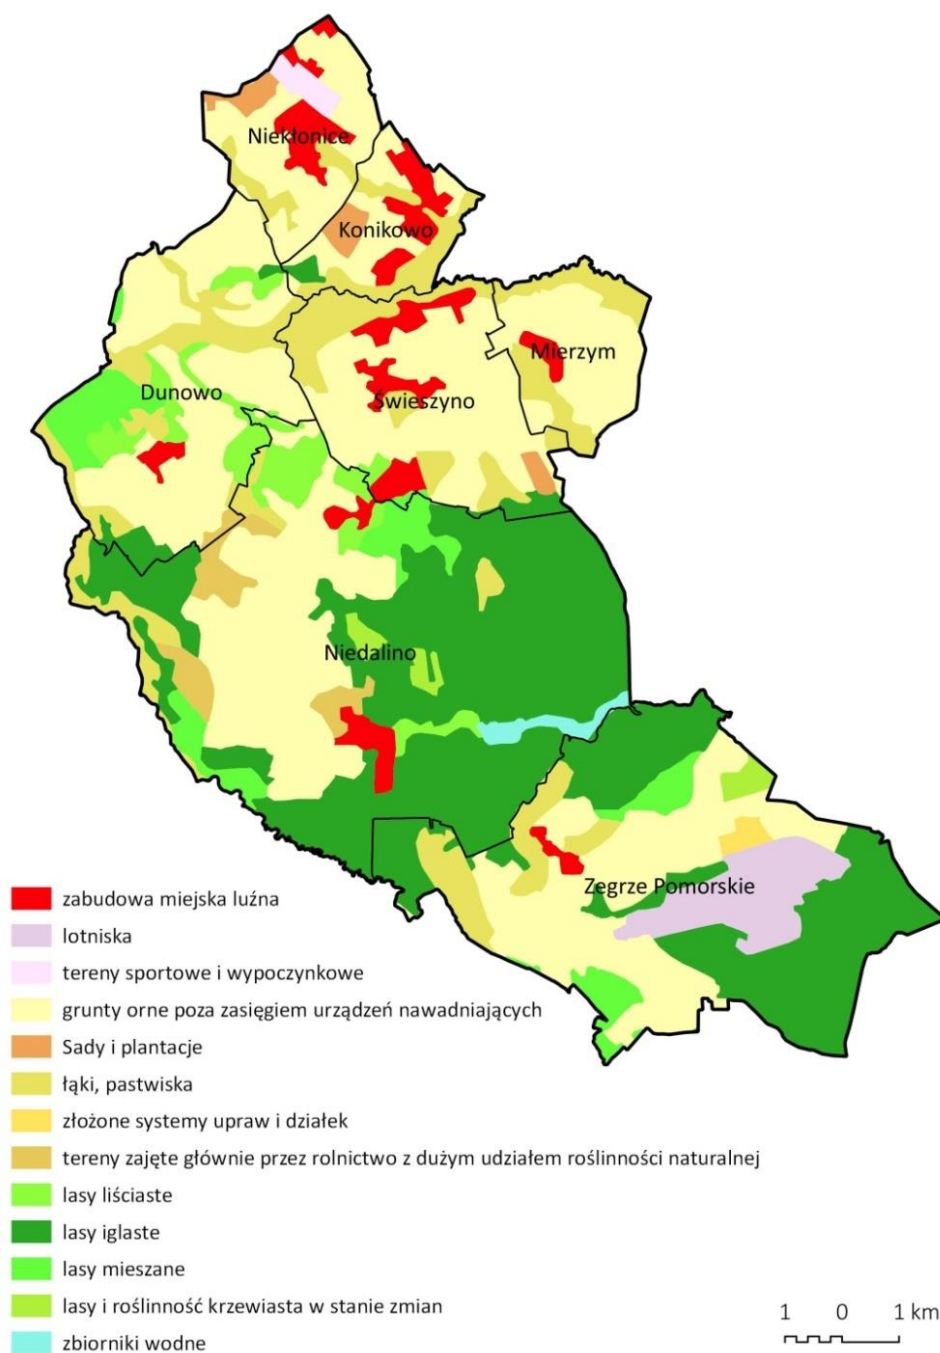 Niekłonice
Konikowo
Mierzym
Dunowo
Świeszyno
Niedalino
Zegrze Pomorskie
zabudowa miejska luźna
lotniska
tereny sportowe i wypoczynkowe
grunty orne poza zasięgiem urządzeń nawadniających
Sady i plantacje
łąki, pastwiska
złożone systemy upraw i działek
tereny zajęte głównie przez rolnictwo z dużym udziałem roślinności naturalnej
lasy liściaste
lasy iglaste
lasy mieszane
lasy i roślinność krzewiasta w stanie zmian
zbiorniki wodne
1 0 1 km